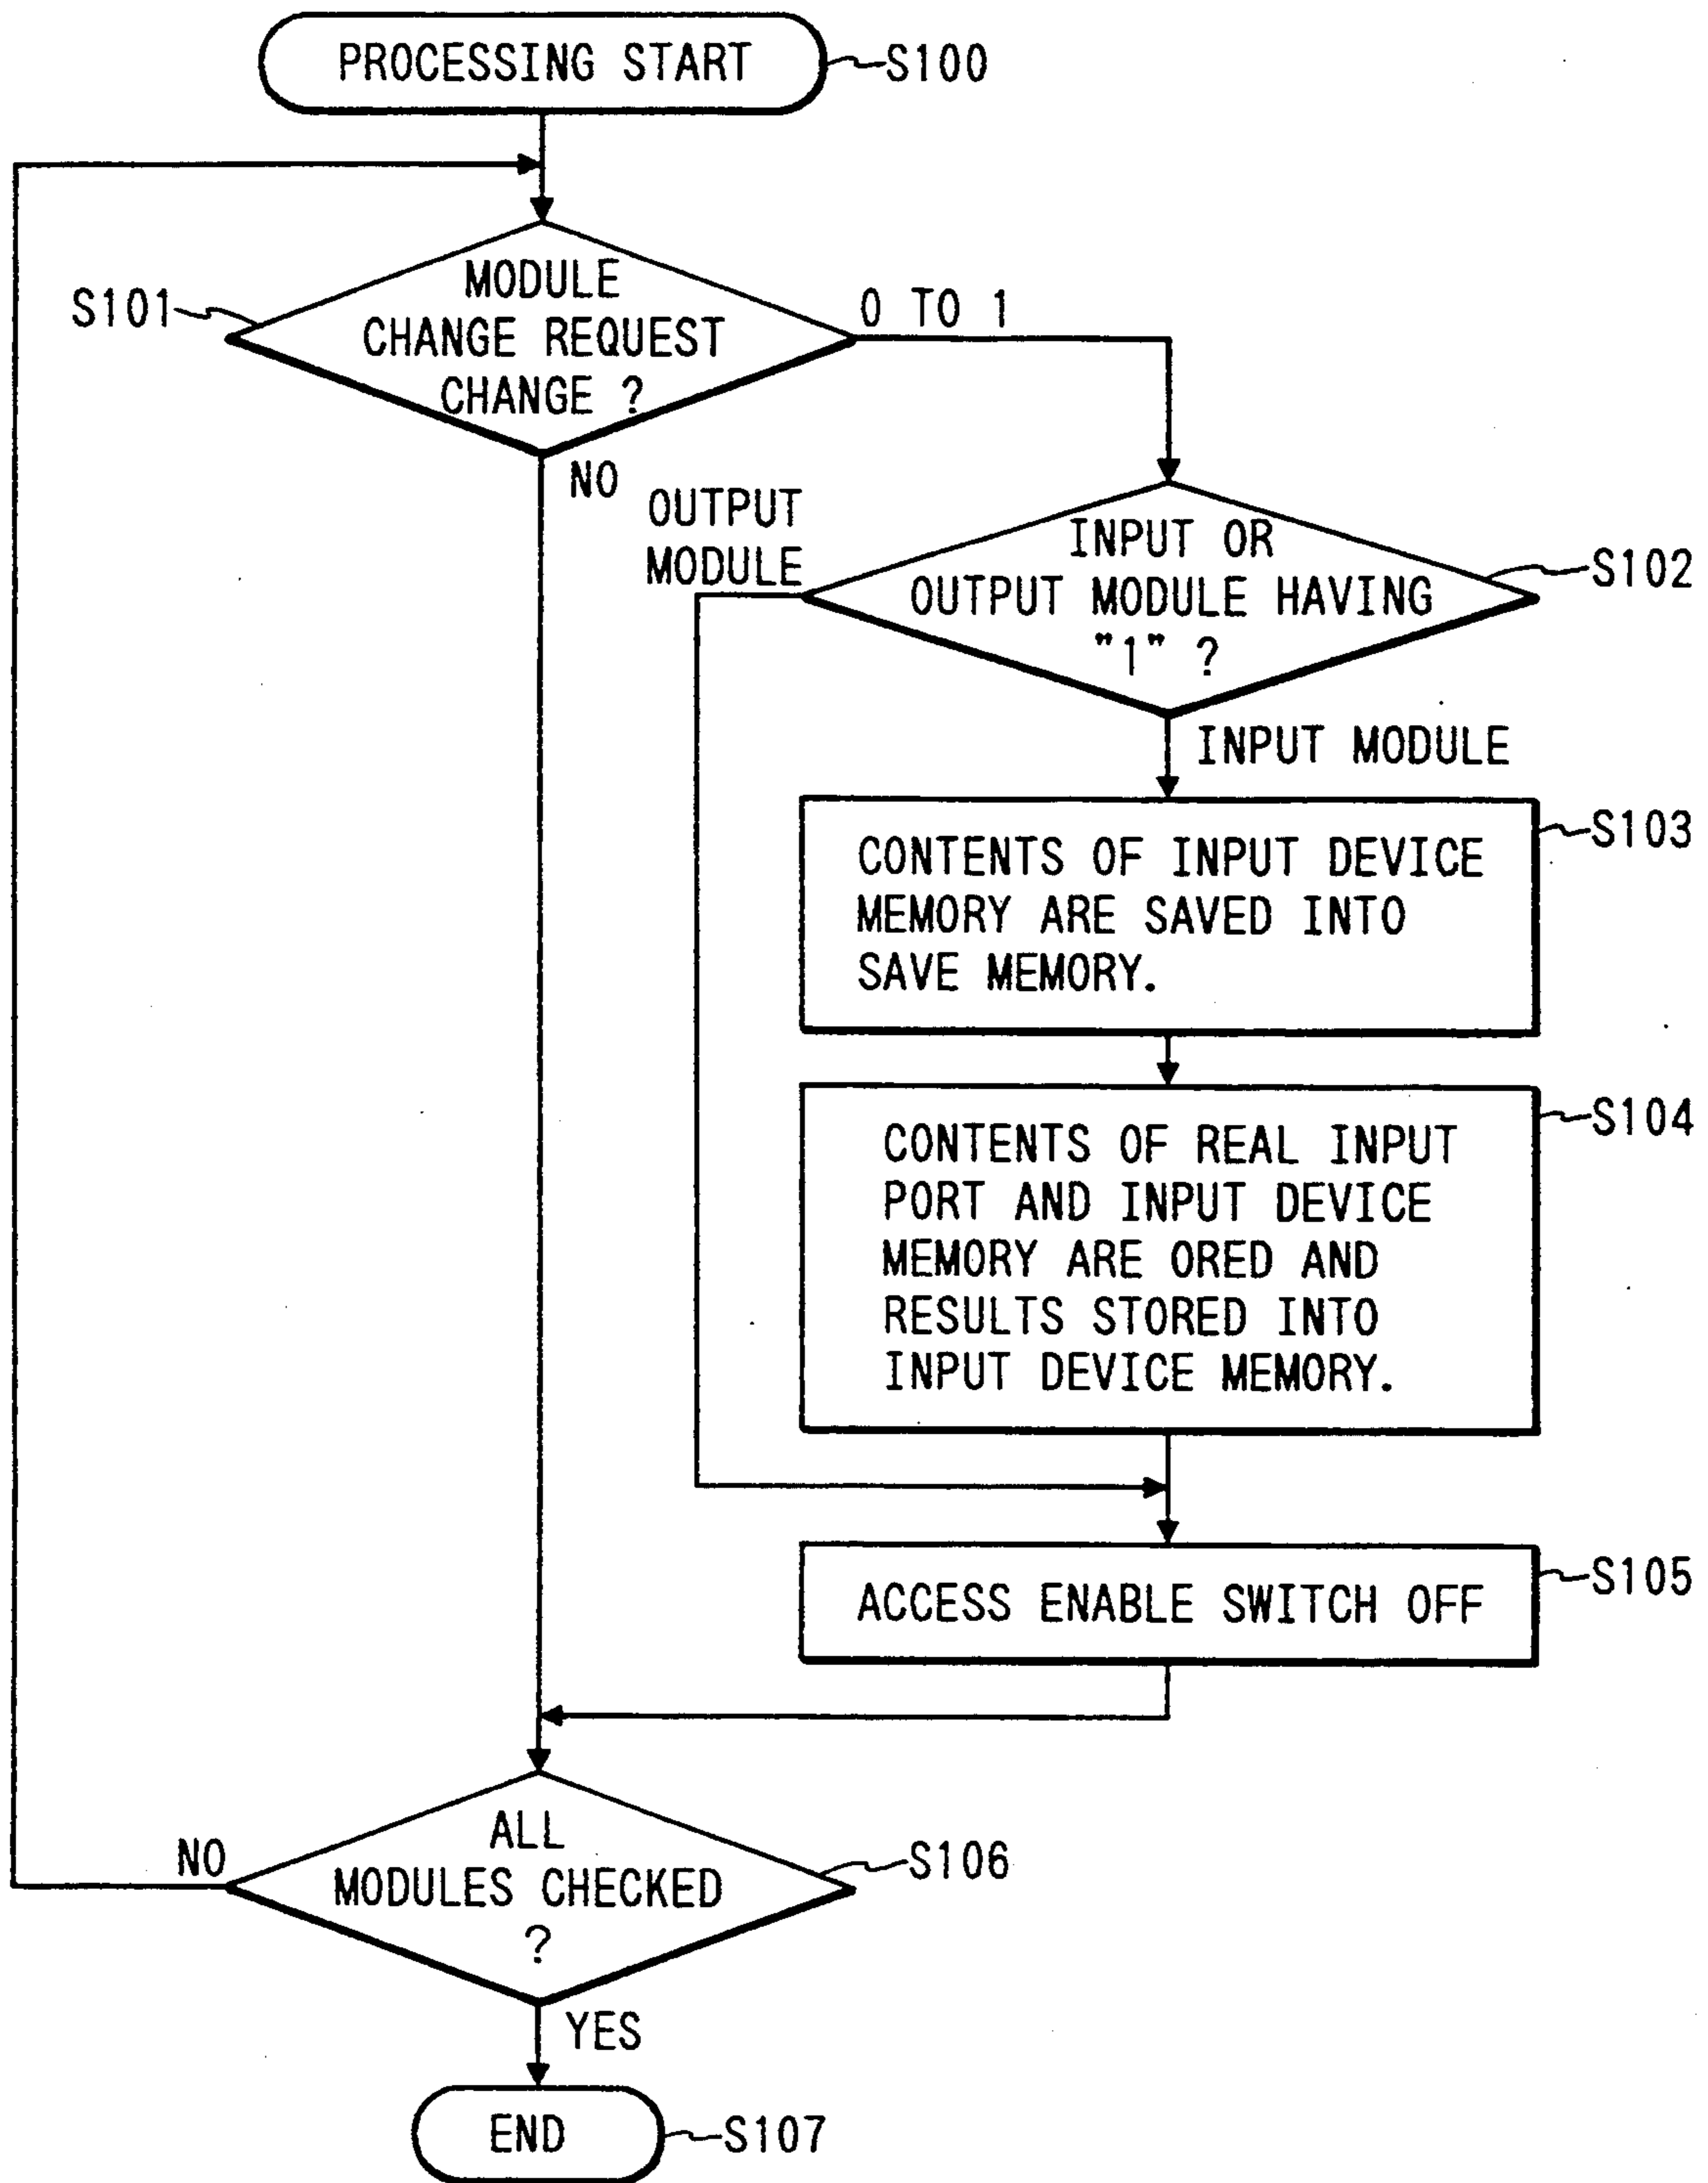 PROCESSING START
S100
S101
MODULE
CHANGE REQUEST
CHANGE ?
0 TO 1
NO
OUTPUT
MODULE
INPUT OR
OUTPUT MODULE HAVING
"1" ?
S102
INPUT MODULE
CONTENTS OF INPUT DEVICE
MEMORY ARE SAVED INTO
SAVE MEMORY.
S103
CONTENTS OF REAL INPUT
PORT AND INPUT DEVICE
MEMORY ARE ORED AND
RESULTS STORED INTO
INPUT DEVICE MEMORY.
S104
ACCESS ENABLE SWITCH OFF
S105
NO
ALL
MODULES CHECKED
?
S106
YES
END
S107